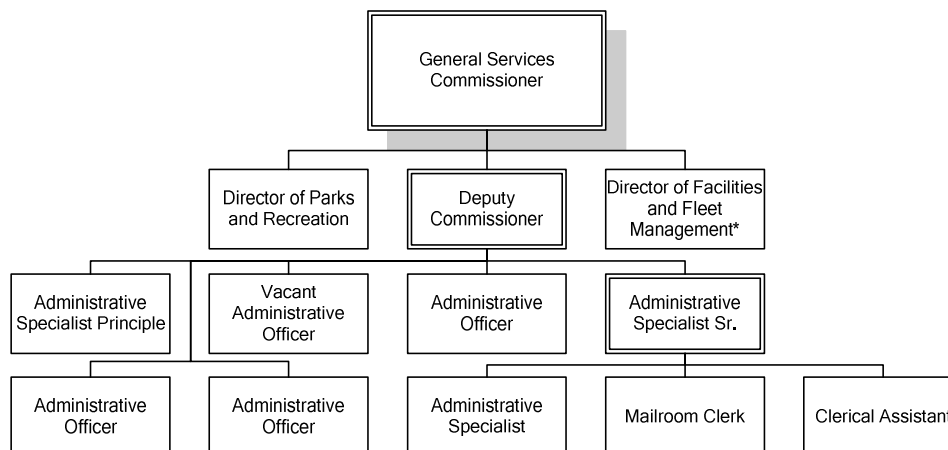 General Services
Commissioner
Director of Parks
and Recreation
Deputy
Commissioner
Director of Facilities
and Fleet
Management*
Administrative
Specialist Principle
Vacant
Administrative
Officer
Administrative
Officer
Administrative
Specialist Sr.
Administrative
Officer
Administrative
Officer
Administrative
Specialist
Mailroom Clerk
Clerical Assistant